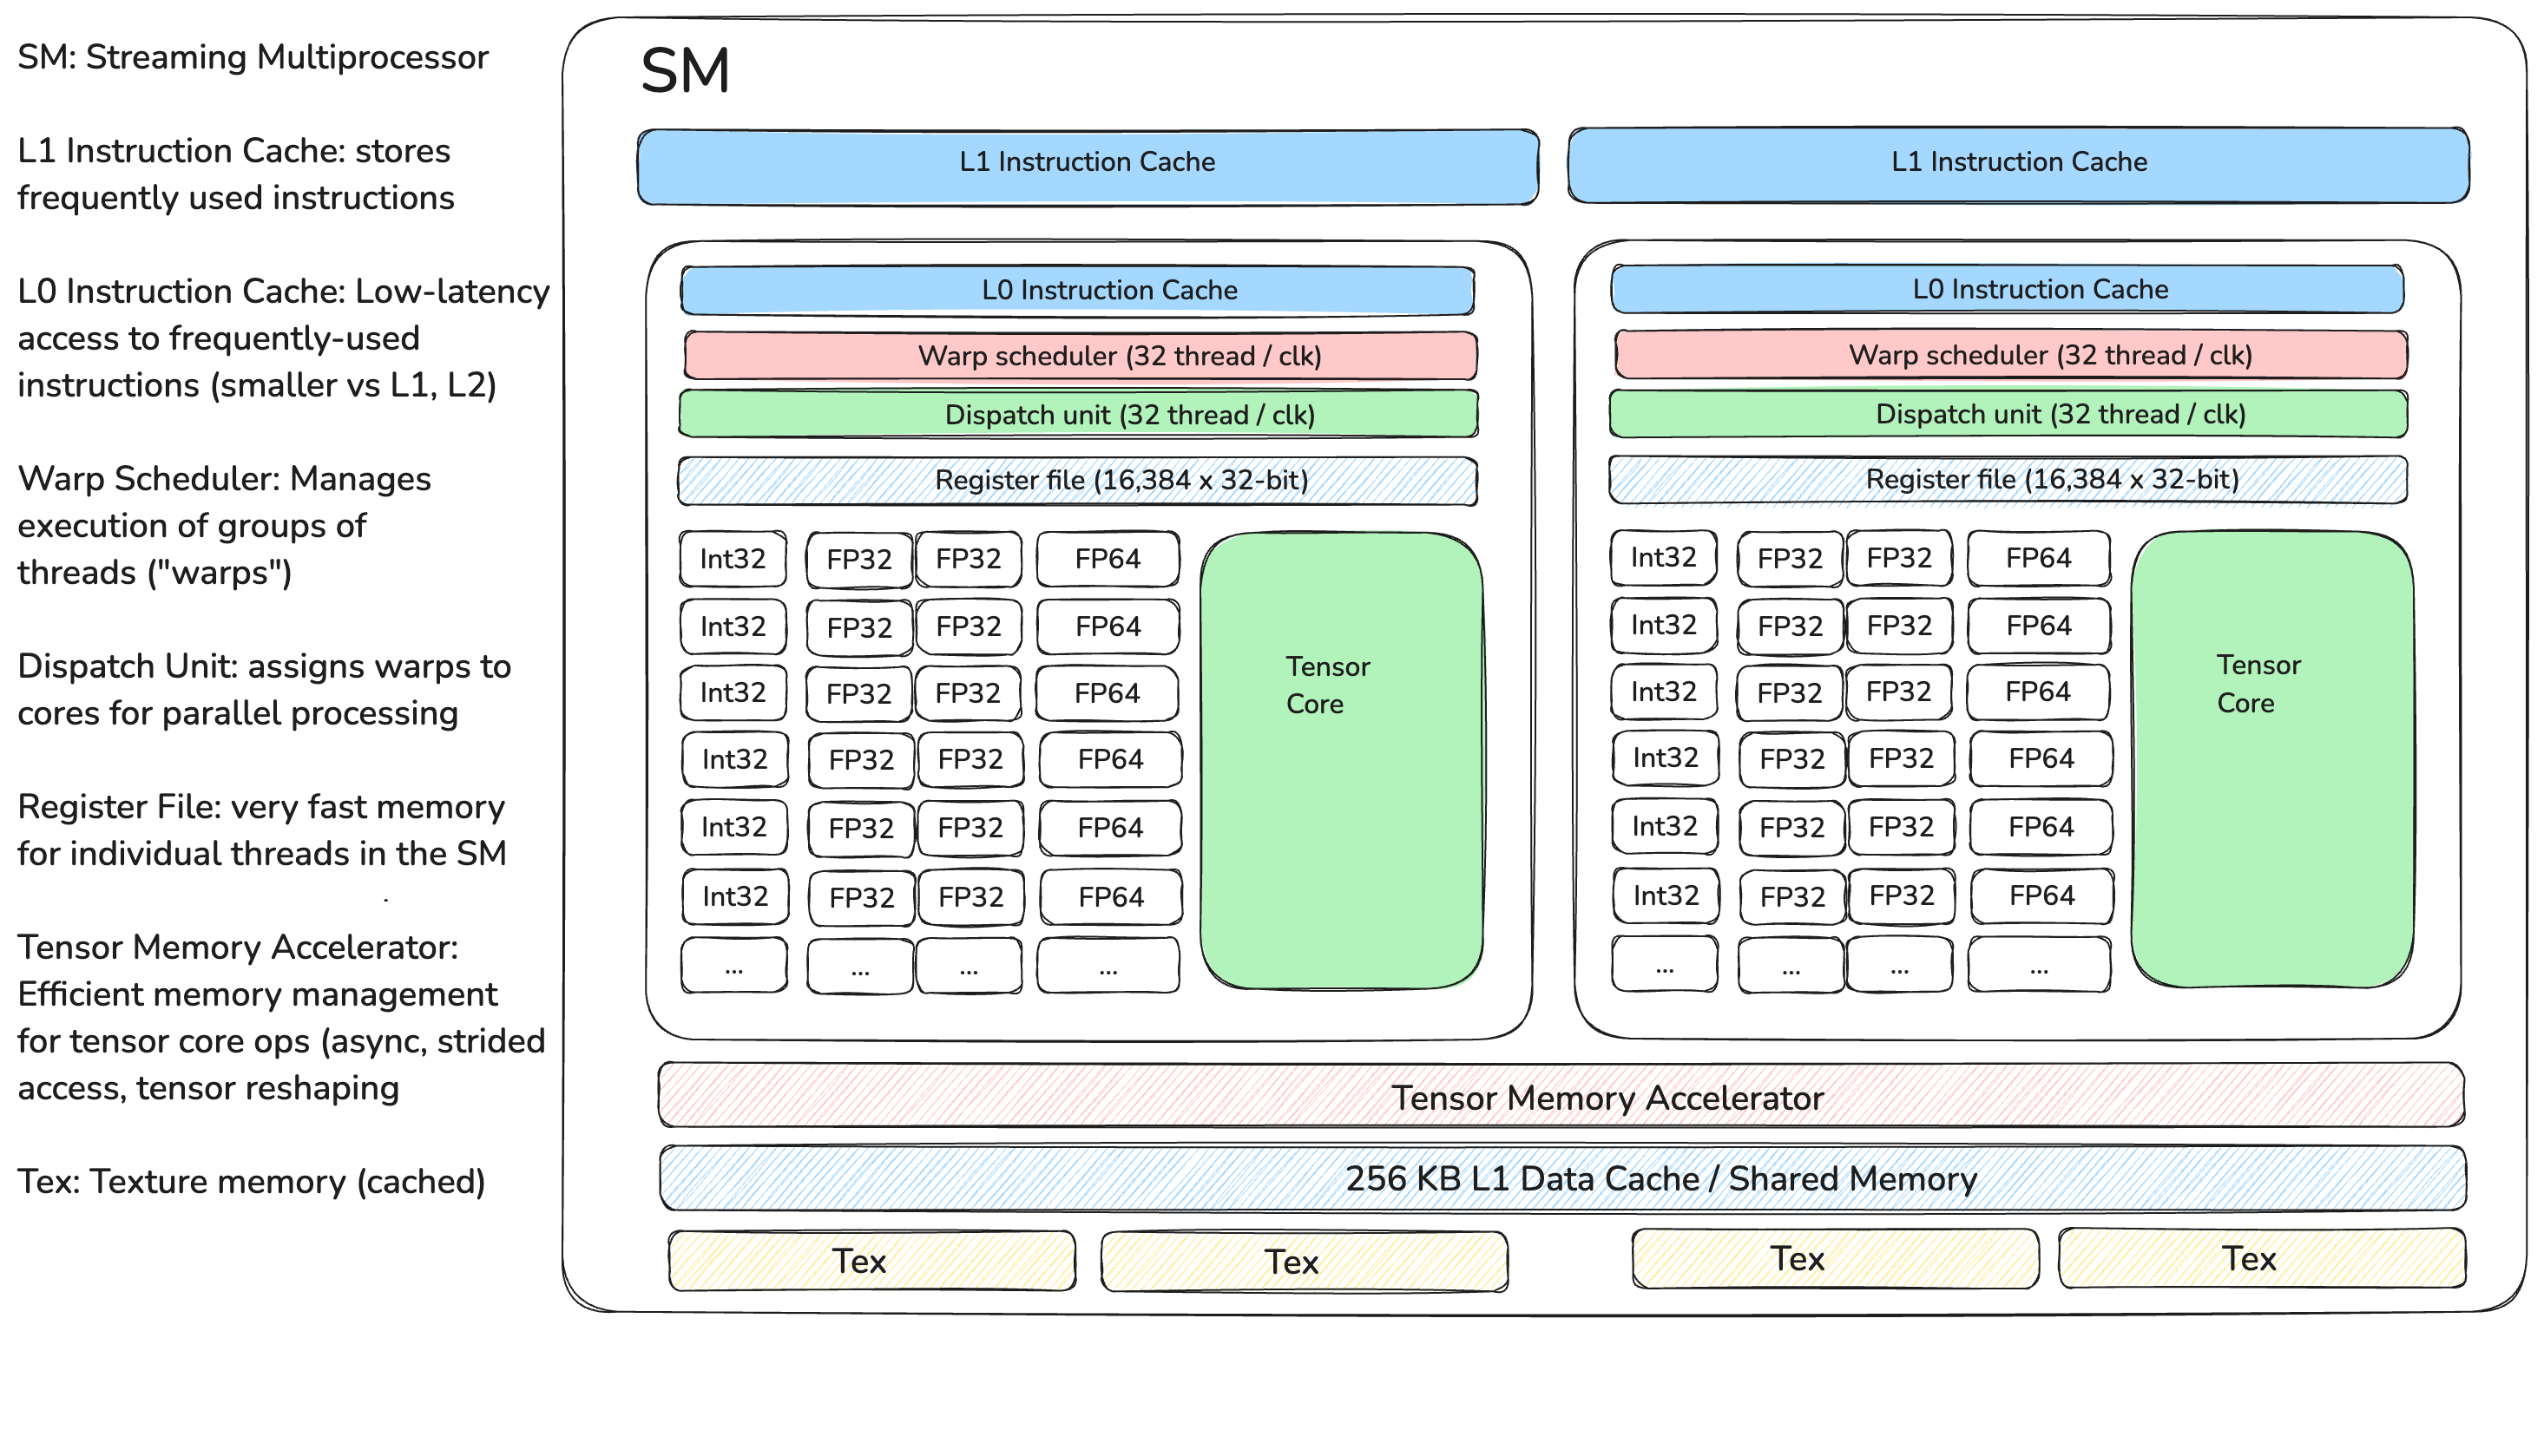 SM: Streaming Multiprocessor
L1 Instruction Cache: stores
frequently used instructions
L0 Instruction Cache: Low-latency
access to frequently-used
instructions (smaller vs L1, L2)
Warp Scheduler: Manages
execution of groups of
threads ("warps")
Dispatch Unit: assigns warps to
cores for parallel processing
Register File: very fast memory
for individual threads in the SM
.
Tensor Memory Accelerator:
Efficient memory management
for tensor core ops (async, strided
access, tensor reshaping
Tex: Texture memory (cached)
SM
L1 Instruction Cache
L1 Instruction Cache
L0 Instruction Cache
Warp scheduler (32 thread / clk)
Dispatch unit (32 thread / clk)
Register file (16,384 x 32-bit)
Int32 FP32 FP32 FP64
Int32 FP32 FP32 FP64
Int32 FP32 FP32 FP64
Int32 FP32 FP32 FP64
Int32 FP32 FP32 FP64
Int32 FP32 FP32 FP64
... ... ... ...
Tensor
Core
L0 Instruction Cache
Warp scheduler (32 thread / clk)
Dispatch unit (32 thread / clk)
Register file (16,384 x 32-bit)
Int32 FP32 FP32 FP64
Int32 FP32 FP32 FP64
Int32 FP32 FP32 FP64
Int32 FP32 FP32 FP64
Int32 FP32 FP32 FP64
Int32 FP32 FP32 FP64
... ... ... ...
Tensor
Core
Tensor Memory Accelerator
256 KB L1 Data Cache / Shared Memory
Tex Tex Tex Tex